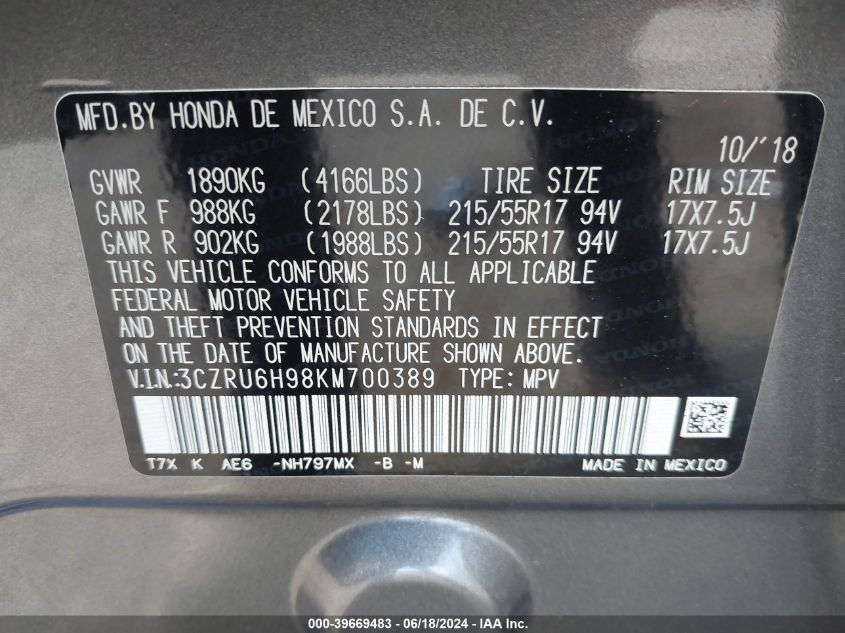 MFD.BY HONDA DE MEXICO S.A. DE C.V.
10/'18
GVWR 1890KG (4166LBS) TIRE SIZE RIM SIZE
GAWR F 988KG (2178LBS) 215/55R17 94V 17X7.5J
GAWR R 902KG (1988LBS) 215/55R17 94V 17X7.5J
THIS VEHICLE CONFORMS TO ALL APPLICABLE
FEDERAL MOTOR VEHICLE SAFETY
AND THEFT PREVENTION STANDARDS IN EFFECT
ON THE DATE OF MANUFACTURE SHOWN ABOVE.
V.I.N.:3CZRU6H98KM700389 TYPE: MPV
T7X K AE6 -NH797MX -B -M MADE IN MEXICO
000-39669483 - 06/18/2024 - IAA Inc.